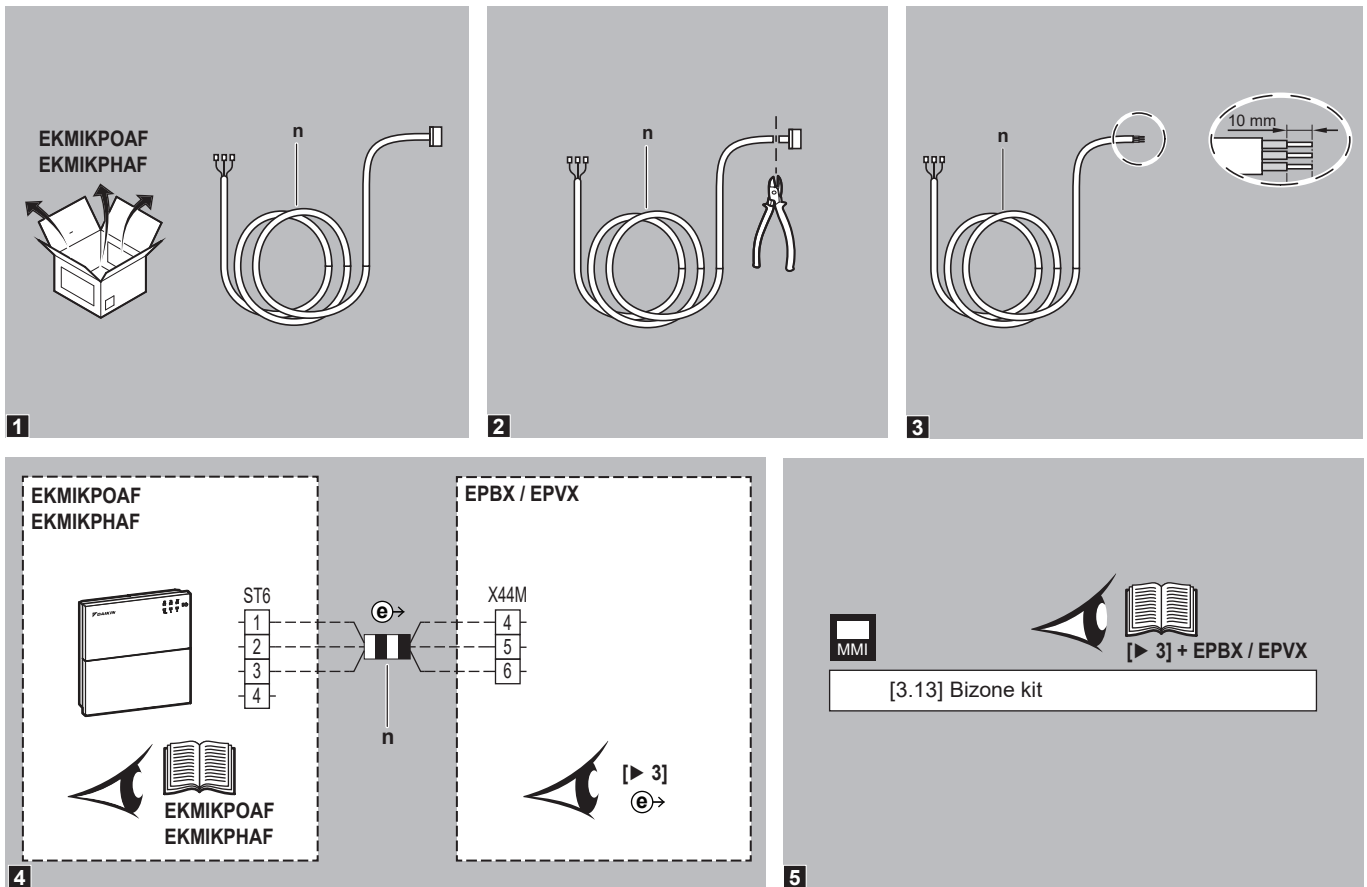 EKMIKPOAF
EKMIKPHAF
n
1
n
2
n
10 mm
3
EKMIKPOAF
EKMIKPHAF
DAIKIN
ST6
1
2
3
4
e
n
EPBX / EPVX
X44M
4
5
6
EKMIKPOAF
EKMIKPHAF
[▶ 3]
e
4
MMI
[▶ 3] + EPBX / EPVX
[3.13] Bizone kit
5